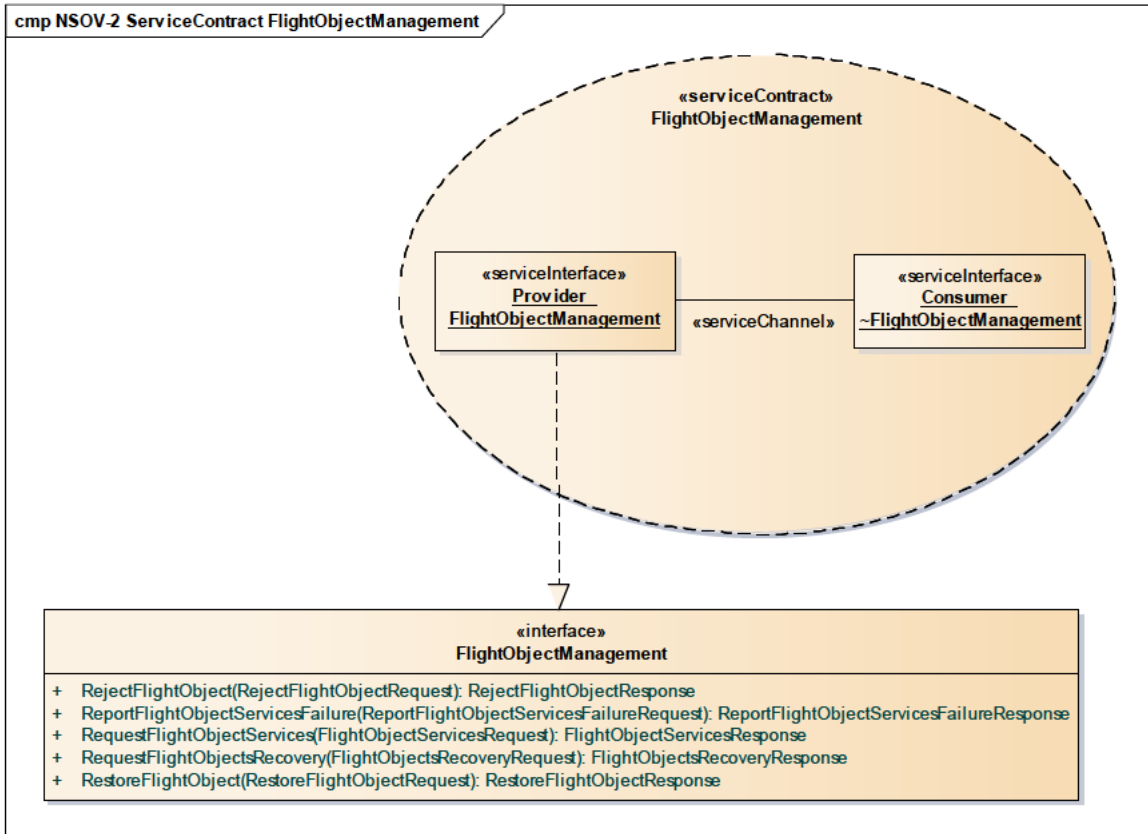 cmp NSOV-2 ServiceContract FlightObjectManagement
«serviceContract»
FlightObjectManagement
«serviceInterface»
Provider
FlightObjectManagement
«serviceChannel»
«serviceInterface»
Consumer
~FlightObjectManagement
«interface»
FlightObjectManagement
+ RejectFlightObject(RejectFlightObjectRequest): RejectFlightObjectResponse
+ ReportFlightObjectServicesFailure(ReportFlightObjectServicesFailureRequest): ReportFlightObjectServicesFailureResponse
+ RequestFlightObjectServices(FlightObjectServicesRequest): FlightObjectServicesResponse
+ RequestFlightObjectsRecovery(FlightObjectsRecoveryRequest): FlightObjectsRecoveryResponse
+ RestoreFlightObject(RestoreFlightObjectRequest): RestoreFlightObjectResponse